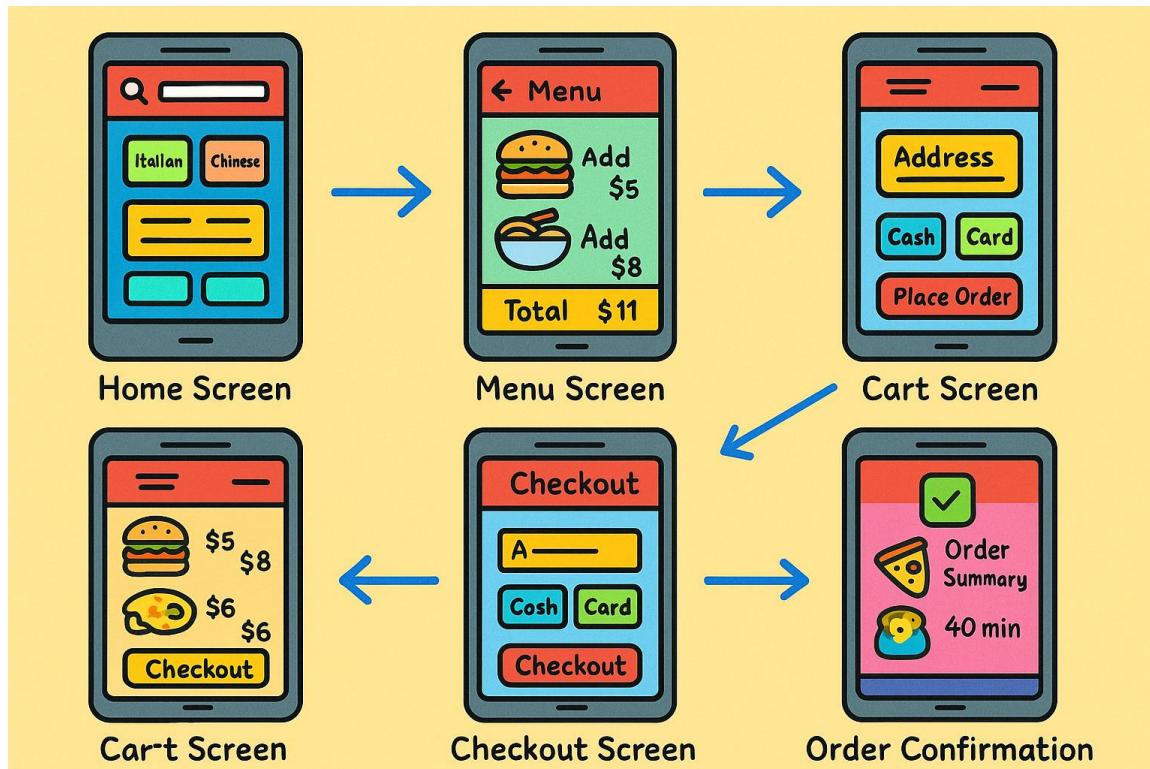 Italian
Chinese
Home Screen
Menu
Add
$5
Add
$8
Total $11
Menu Screen
Address
Cash
Card
Place Order
Cart Screen
$5
$8
$6
$6
Checkout
Car-t Screen
Checkout
A
Cosh
Card
Checkout
Checkout Screen
Order
Summary
40 min
Order Confirmation